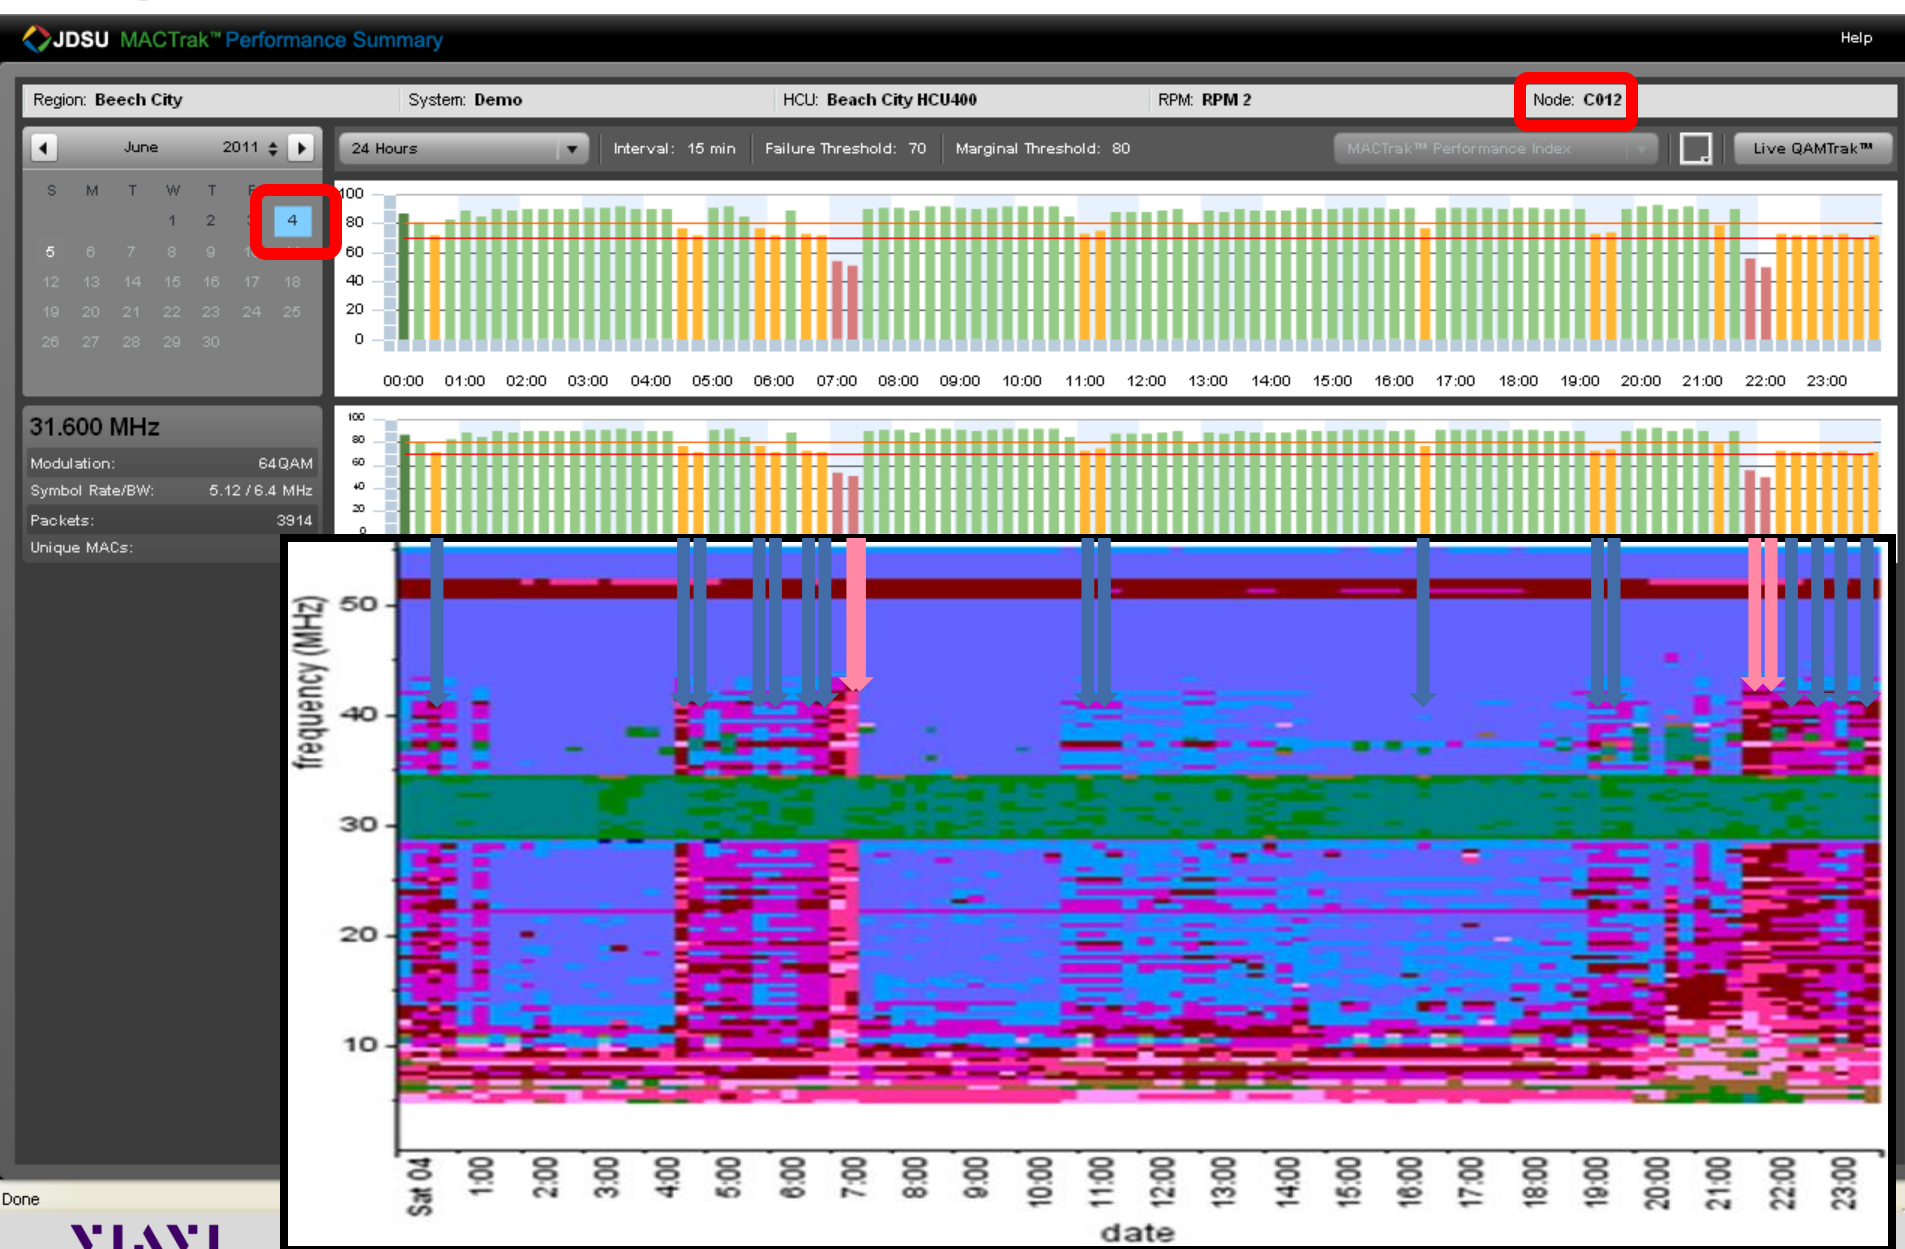 JDSU MACTrak™ Performance Summary
Help
Region: Beech City System: Demo HCU: Beach City HCU400 RPM: RPM 2 Node: C012
June 2011
24 Hours Interval: 15 min Failure Threshold: 70 Marginal Threshold: 80 MACTrak™ Performance Index Live QAMTrak™
S M T W T F
1 2 3 4
5 6 7 8 9 10 11
12 13 14 15 16 17 18
19 20 21 22 23 24 25
26 27 28 29 30
100
80
60
40
20
0
00:00 01:00 02:00 03:00 04:00 05:00 06:00 07:00 08:00 09:00 10:00 11:00 12:00 13:00 14:00 15:00 16:00 17:00 18:00 19:00 20:00 21:00 22:00 23:00
31.600 MHz
Modulation: 64QAM
Symbol Rate/BW: 5.12 / 6.4 MHz
Packets: 3914
Unique MACs:
100
80
60
40
20
0
frequency (MHz)
50
40
30
20
10
Sat 04 1:00 2:00 3:00 4:00 5:00 6:00 7:00 8:00 9:00 10:00 11:00 12:00 13:00 14:00 15:00 16:00 17:00 18:00 19:00 20:00 21:00 22:00 23:00
date
Done
VIAVI